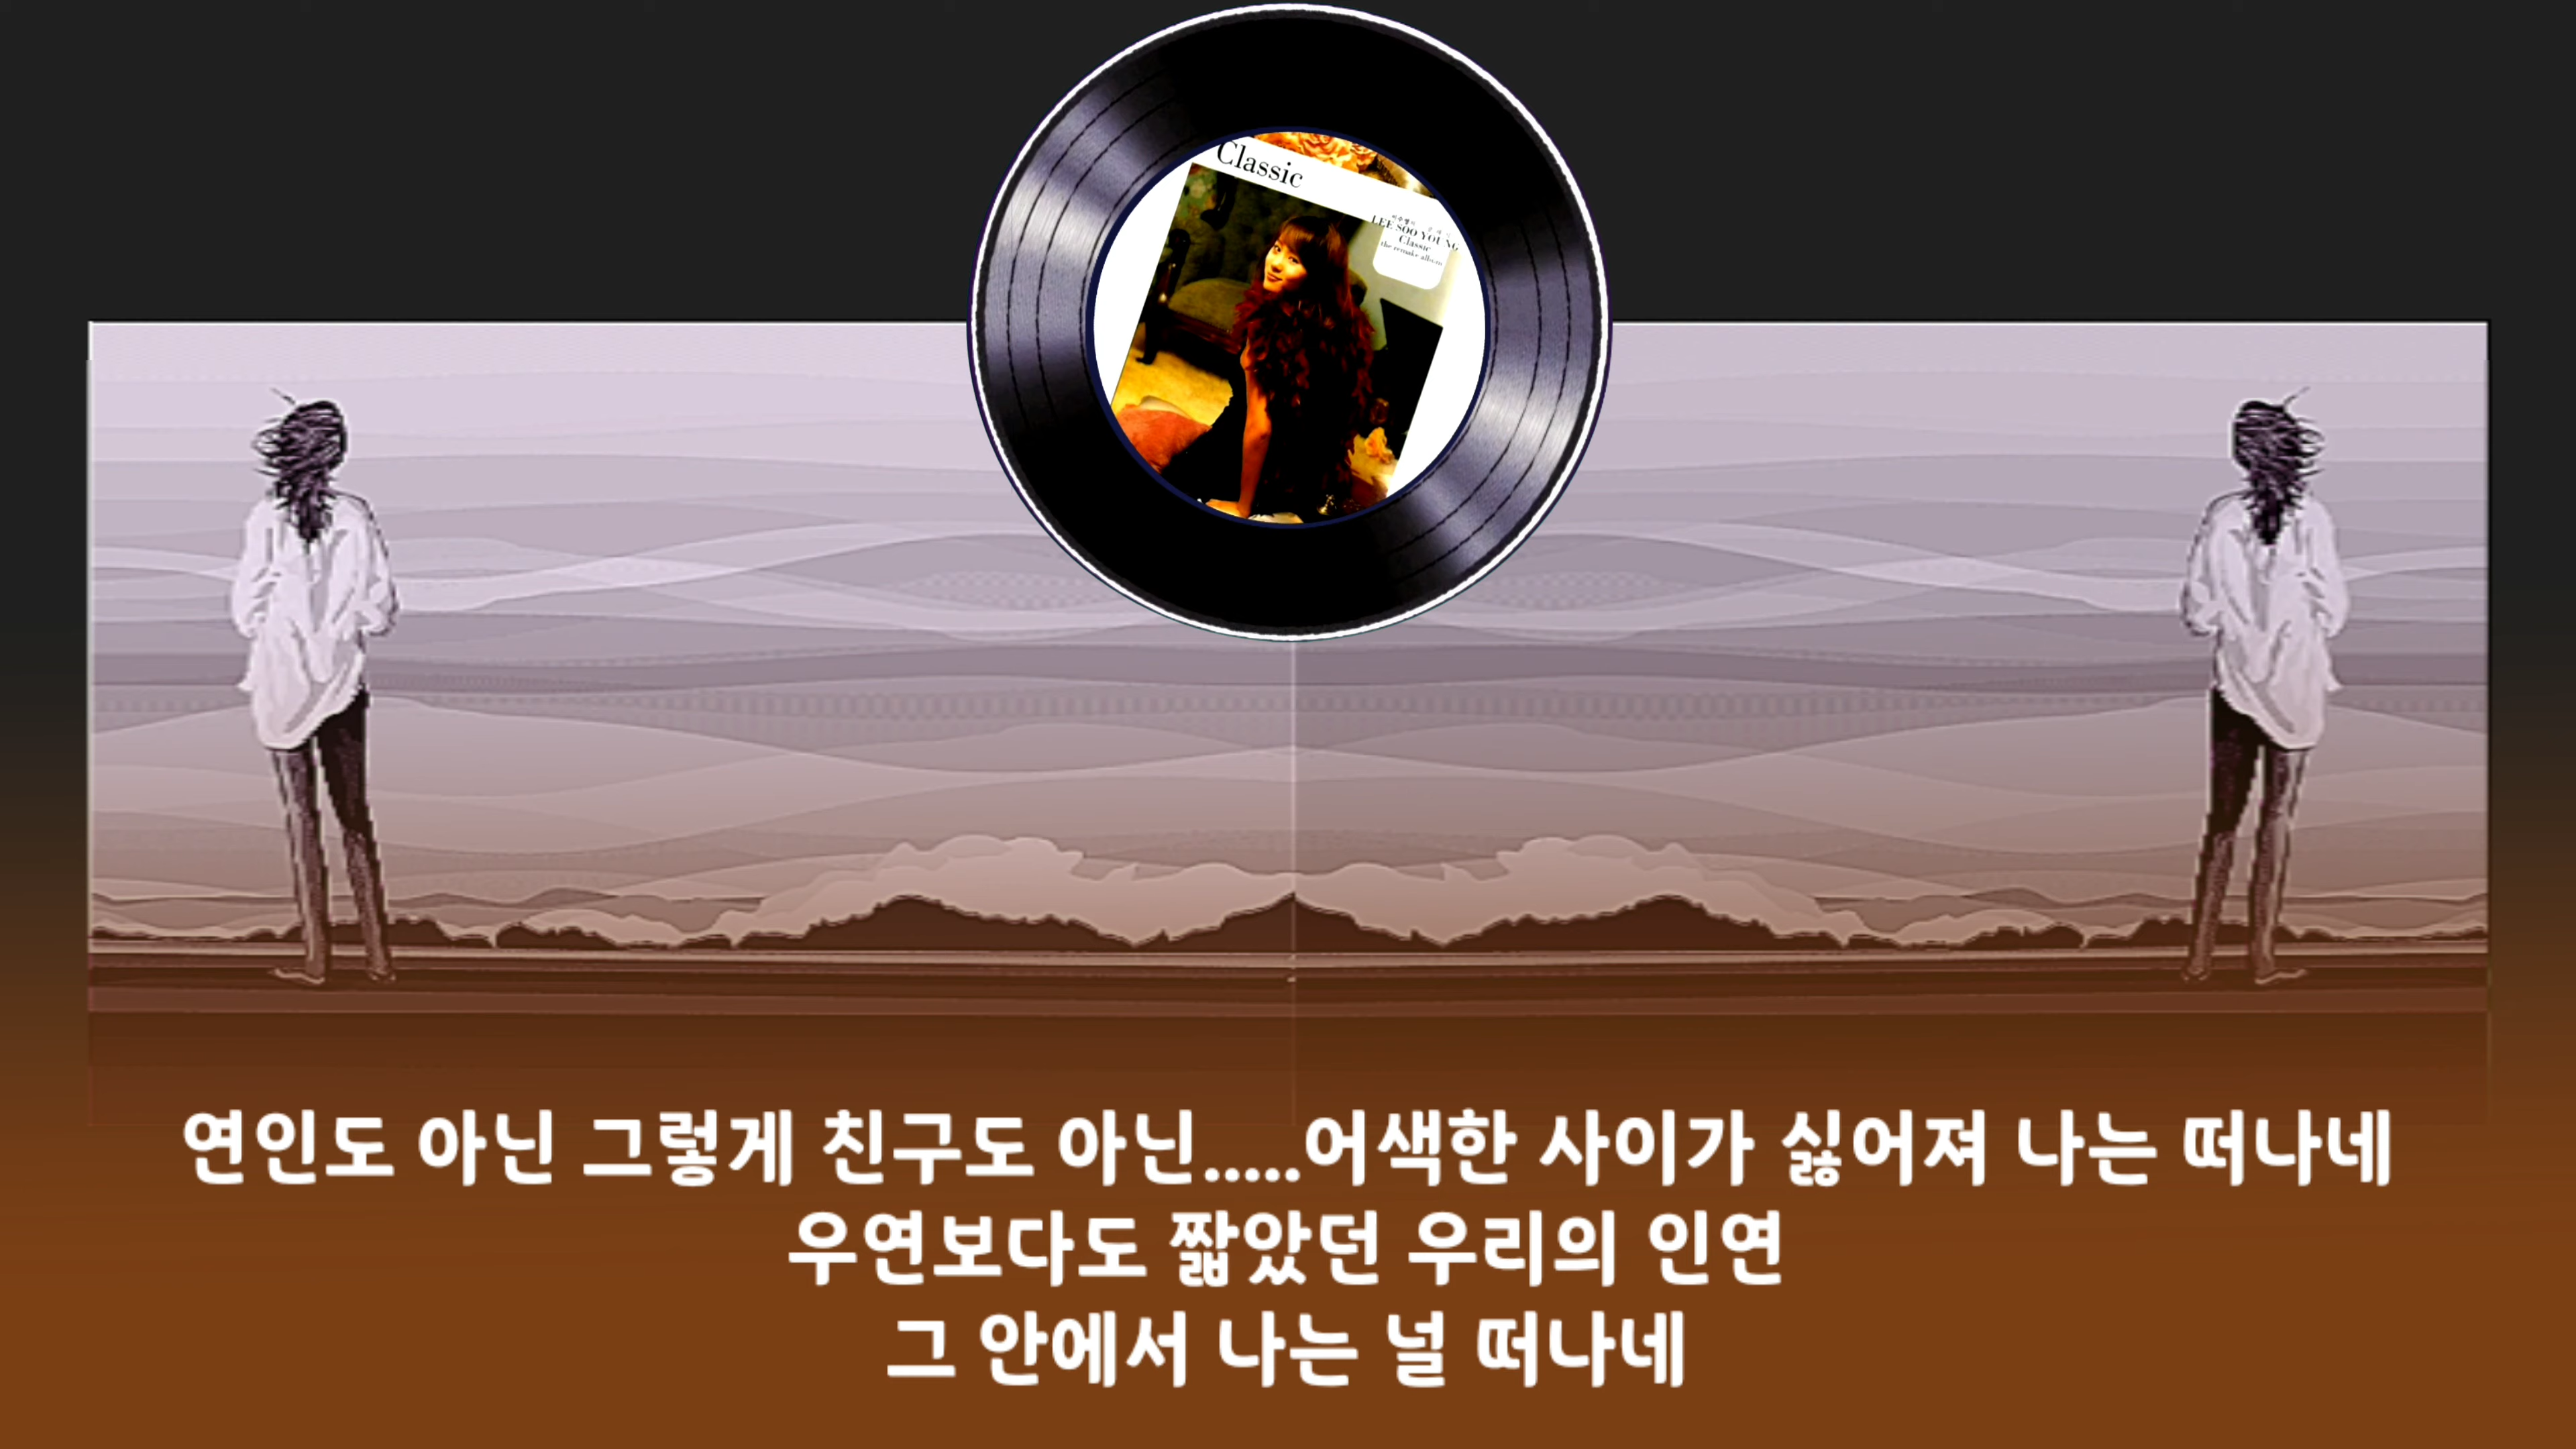 Classic
LEE SOO YOUNG
Classic
the remake album
연인도 아닌 그렇게 친구도 아닌.....어색한 사이가 싫어져 나는 떠나네
우연보다도 짧았던 우리의 인연
그 안에서 나는 널 떠나네